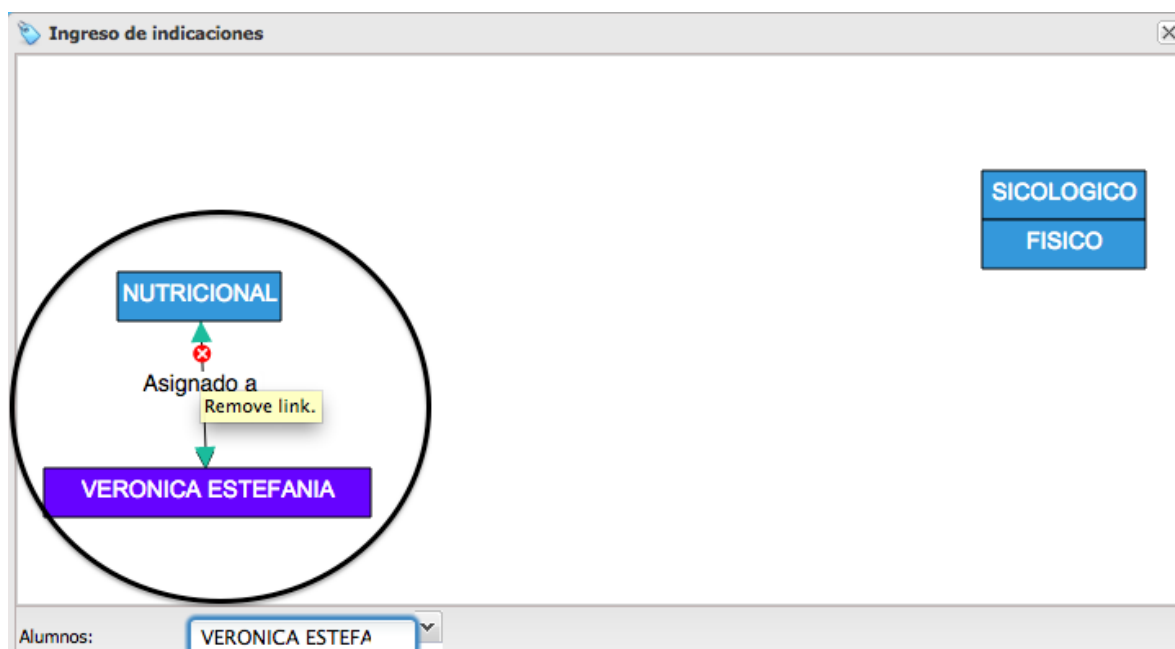 Ingreso de indicaciones
SICOLOGICO
FISICO
NUTRICIONAL
Asignado a
Remove link.
VERONICA ESTEFANIA
Alumnos:
VERONICA ESTEFA